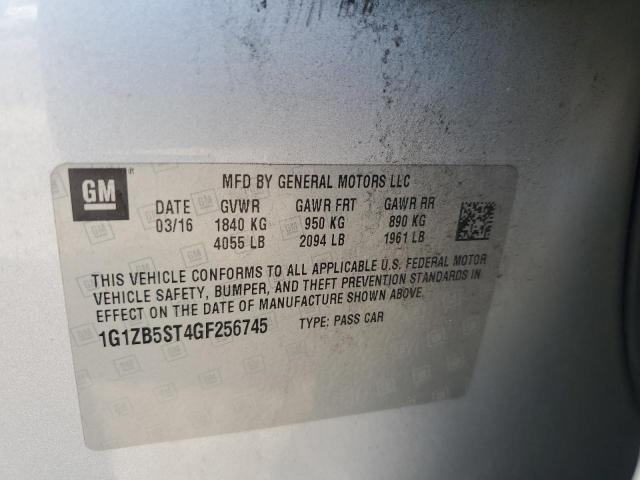 GM
MFD BY GENERAL MOTORS LLC
DATE GVWR GAWR FRT GAWR RR
03/16 1840 KG 950 KG 890 KG
4055 LB 2094 LB 1961 LB
THIS VEHICLE CONFORMS TO ALL APPLICABLE U.S. FEDERAL MOTOR
VEHICLE SAFETY, BUMPER, AND THEFT PREVENTION STANDARDS IN
EFFECT ON THE DATE OF MANUFACTURE SHOWN ABOVE.
1G1ZB5ST4GF256745 TYPE: PASS CAR